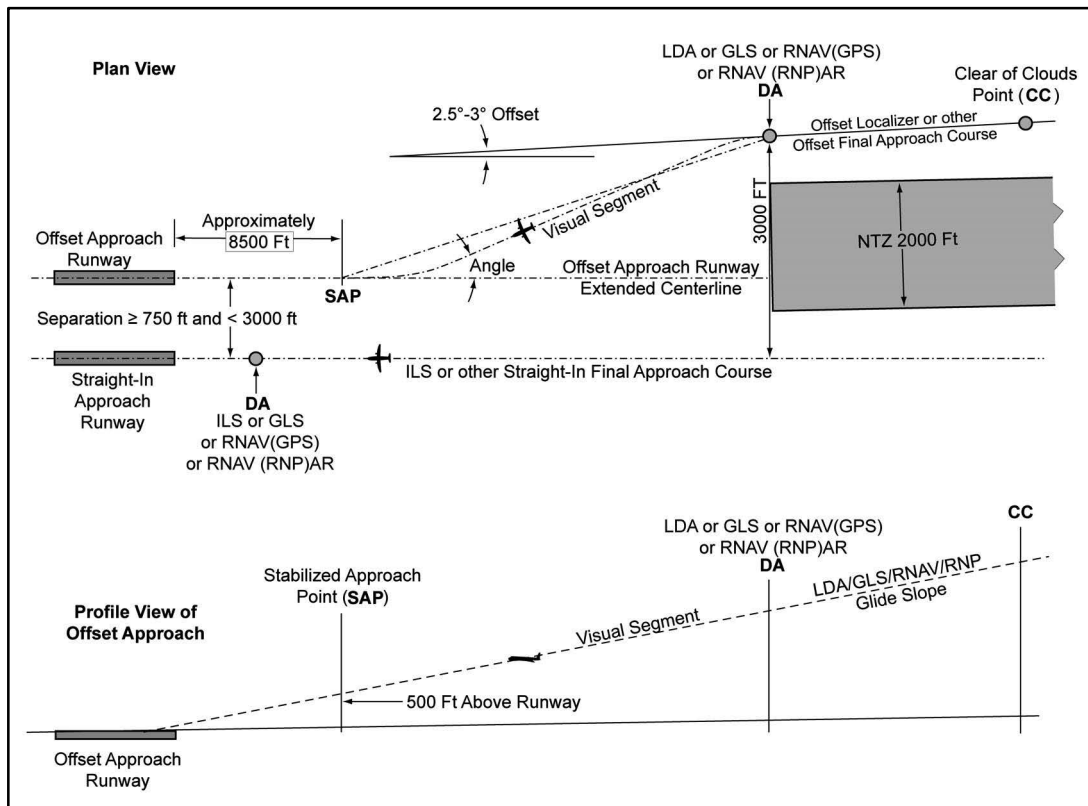 Plan View
LDA or GLS or RNAV(GPS)
or RNAV (RNP)AR
DA
Clear of Clouds
Point (CC)
2.5°-3° Offset
Offset Localizer or other
Offset Final Approach Course
Approximately
8500 Ft
Offset Approach
Runway
Visual Segment
3000 FT
NTZ 2000 Ft
Angle
SAP
Offset Approach Runway
Extended Centerline
Separation ≥ 750 ft and < 3000 ft
Straight-In
Approach
Runway
DA
ILS or GLS
or RNAV(GPS)
or RNAV (RNP)AR
ILS or other Straight-In Final Approach Course
Profile View of
Offset Approach
Stabilized Approach
Point (SAP)
LDA or GLS or RNAV(GPS)
or RNAV (RNP)AR
DA
CC
LDA/GLS/RNAV/RNP
Glide Slope
Visual Segment
500 Ft Above Runway
Offset Approach
Runway